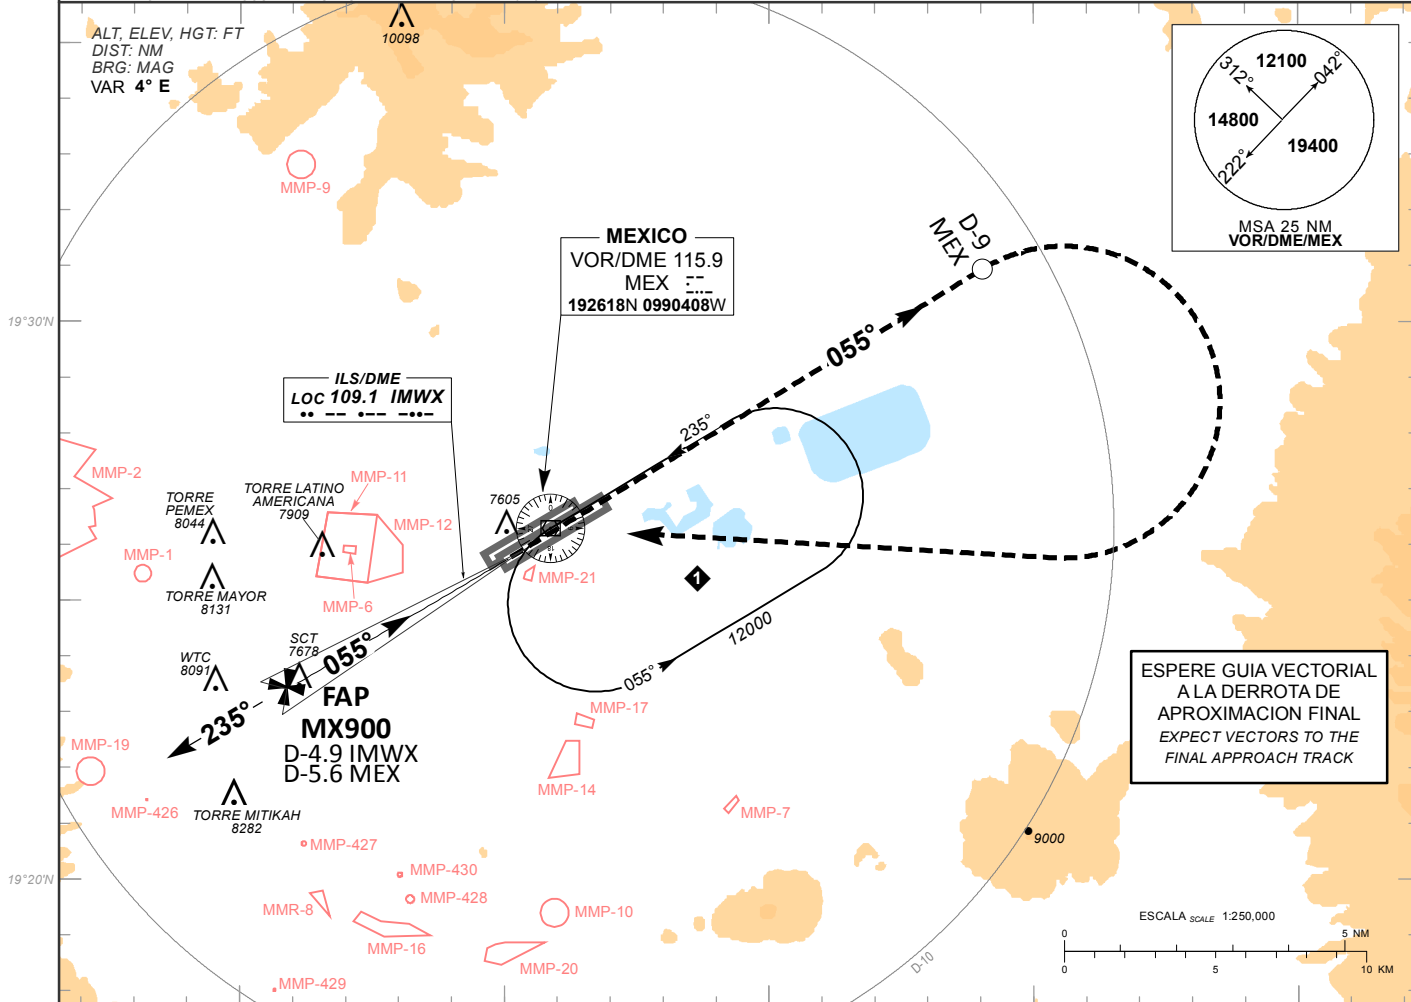 ALT, ELEV, HGT: FT
DIST: NM
BRG: MAG
VAR 4° E
10098
MMP-9
312°
12100
042°
14800
19400
222°
MSA 25 NM
VOR/DME/MEX
D-9
MEX
MEXICO
VOR/DME 115.9
MEX
192618N 0990408W
19°30'N
055°
ILS/DME
LOC 109.1 IMWX
235°
MMP-2
TORRE
PEMEX
8044
TORRE LATINO
AMERICANA
7909
MMP-11
MMP-12
7605
0
18
MMP-1
MMP-21
1
TORRE MAYOR
8131
MMP-6
12000
SCT
7678
055°
WTC
8091
055°
FAP
MX900
D-4.9 IMWX
D-5.6 MEX
235°
MMP-17
ESPERE GUIA VECTORIAL
A LA DERROTA DE
APROXIMACION FINAL
EXPECT VECTORS TO THE
FINAL APPROACH TRACK
MMP-19
MMP-14
MMP-426
TORRE MITIKAH
8282
MMP-7
9000
MMP-427
MMP-430
19°20'N
MMP-428
MMR-8
MMP-10
MMP-16
MMP-20
MMP-429
D-10
ESCALA SCALE 1:250,000
0 5 NM
0 5 10 KM